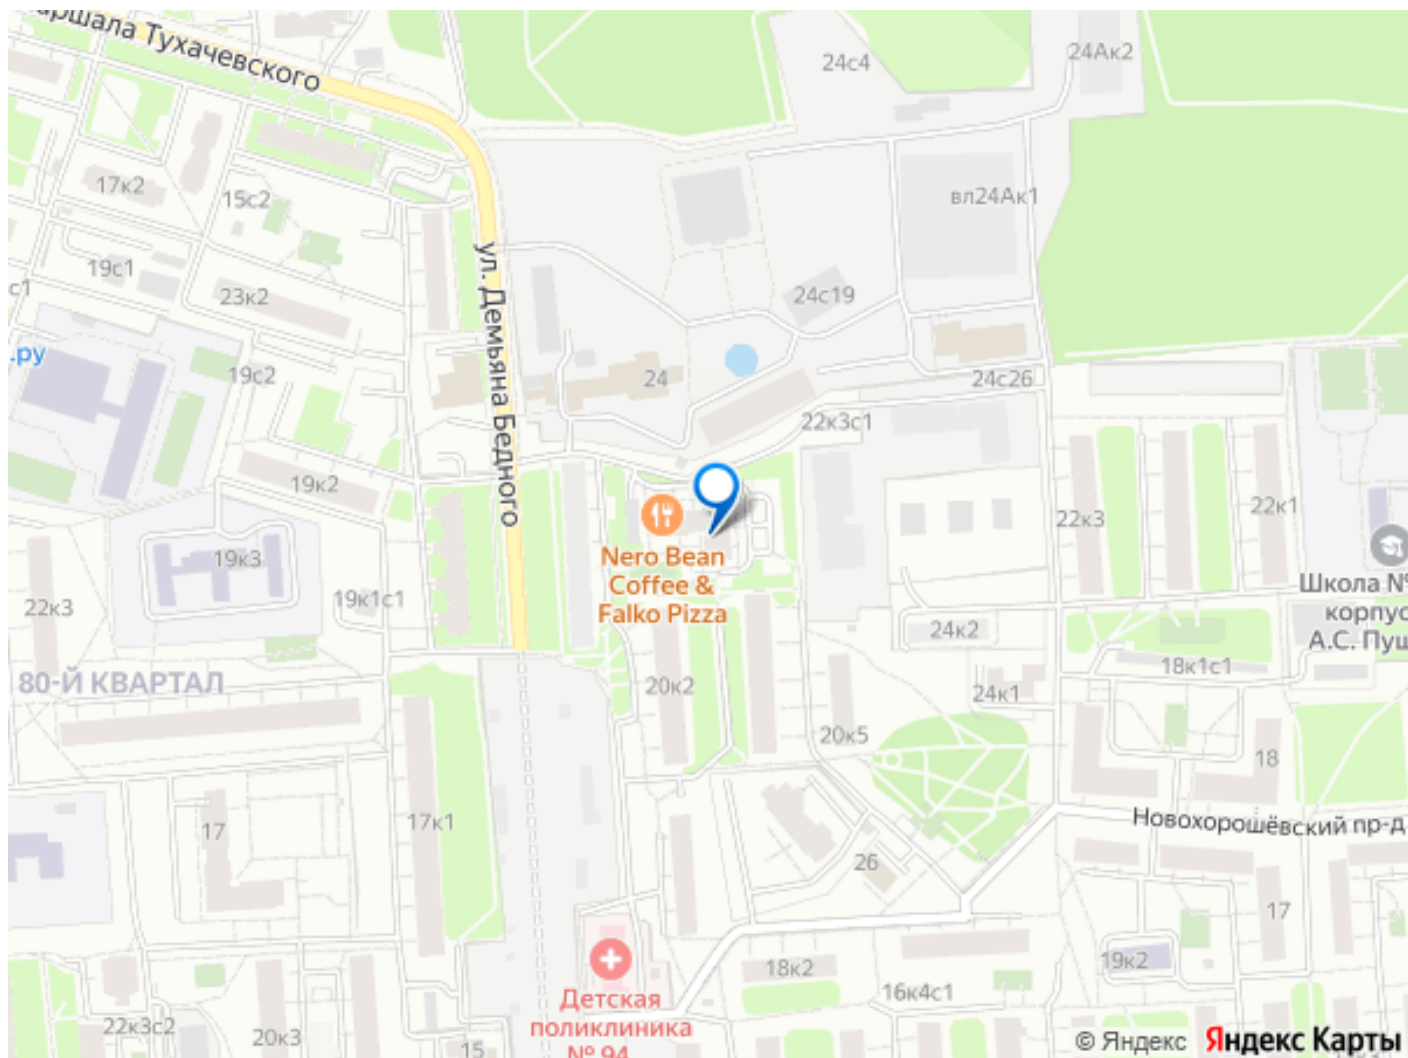 аршала Тухачевского
24с4
24Ак2
17к2
15с2
вл24Ак1
ул. Демьяна Бедного
19с1
с1
23к2
24с19
.ру
19с2
24
24с26
22к3с1
19к2
22к3
22к1
Nero Bean
Coffee &
Falko Pizza
19к3
22к3
19к1с1
Школа №
корпус
А.С. Пуш
24к2
18к1с1
80-Й КВАРТАЛ
20к2
24к1
20к5
18
17к1
17
Новохорошёвский пр-д
26
17
18к2
19к2
16к4с1
Детская
поликлиника
№ 94
22к3с2
20к3
15
© Яндекс Яндекс Карты